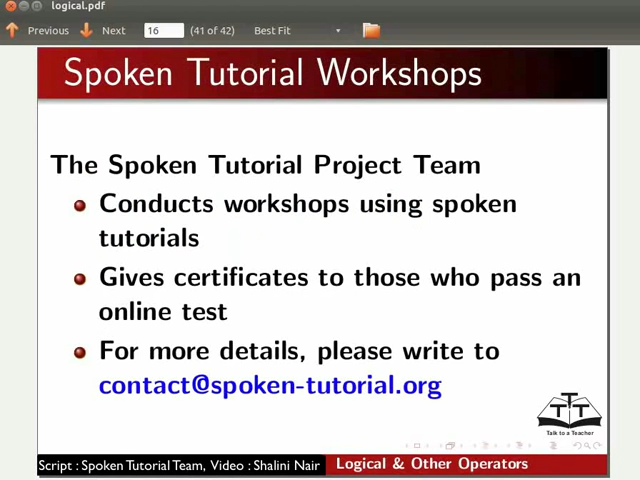 logical.pdf
Previous Next 16 (41 of 42) Best Fit
Spoken Tutorial Workshops
The Spoken Tutorial Project Team
Conducts workshops using spoken
tutorials
Gives certificates to those who pass an
online test
For more details, please write to
contact@spoken-tutorial.org
T T T
Talk to a Teacher
Script : Spoken Tutorial Team, Video : Shalini Nair Logical & Other Operators